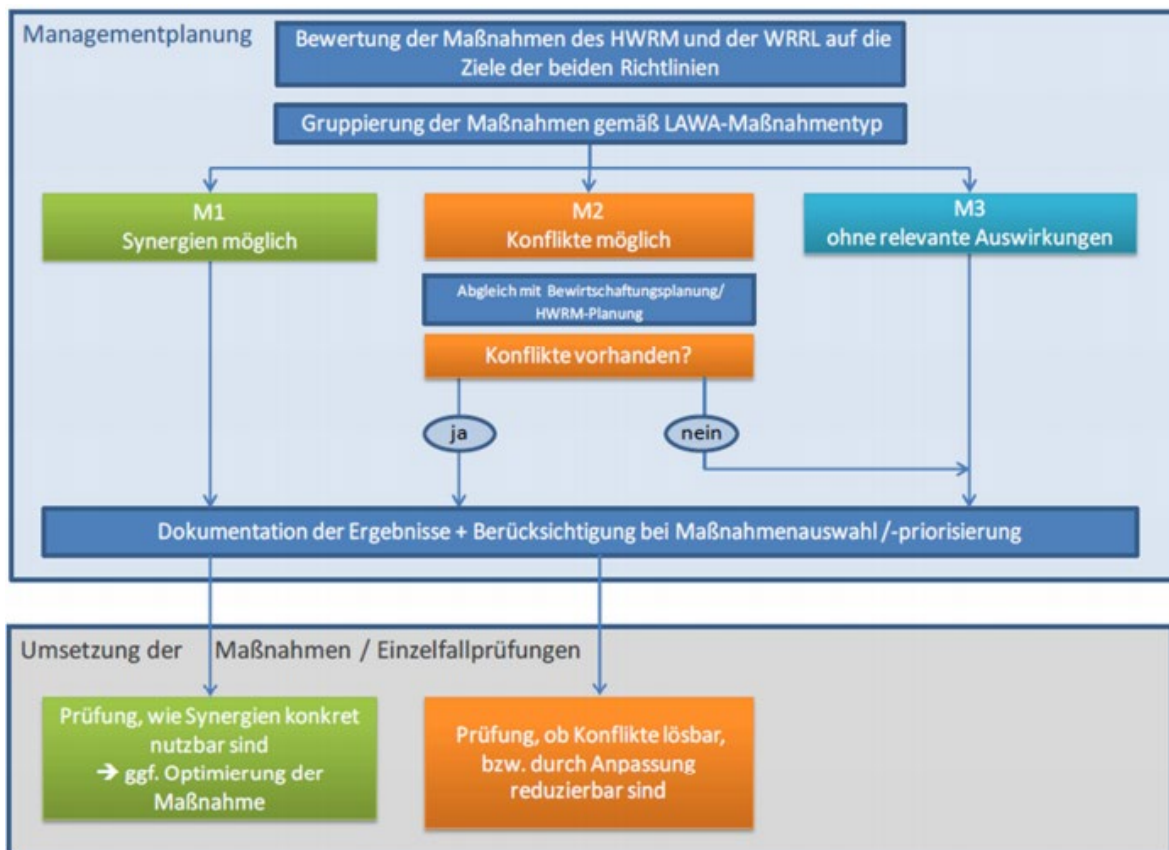 Managementplanung
Bewertung der Maßnahmen des HWRM und der WRRL auf die
Ziele der beiden Richtlinien
Gruppierung der Maßnahmen gemäß LAWA-Maßnahmentyp
M1
Synergien möglich
M2
Konflikte möglich
M3
ohne relevante Auswirkungen
Abgleich mit Bewirtschaftungsplanung/
HWRM-Planung
Konflikte vorhanden?
ja
nein
Dokumentation der Ergebnisse + Berücksichtigung bei Maßnahmenauswahl /-priorisierung
Umsetzung der Maßnahmen / Einzelfallprüfungen
Prüfung, wie Synergien konkret
nutzbar sind
➔ ggf. Optimierung der
Maßnahme
Prüfung, ob Konflikte lösbar,
bzw. durch Anpassung
reduzierbar sind